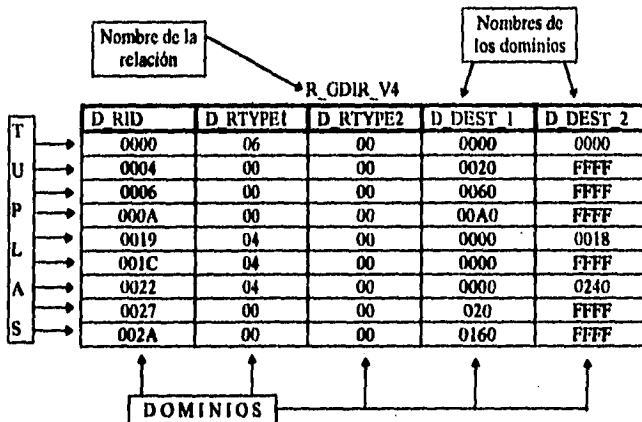 Nombre de la
relación
Nombres de
los dominios
R_GDIR_V4
D_RID D_RTYPE1 D_RTYPE2 D_DEST_1 D_DEST_2
0000 06 00 0000 0000
0004 00 00 0020 FFFF
0006 00 00 0060 FFFF
000A 00 00 00A0 FFFF
0019 04 00 0000 0018
001C 04 00 0000 FFFF
0022 04 00 0000 0240
0027 00 00 020 FFFF
002A 00 00 0160 FFFF
T
U
P
L
A
S
DOMINIOS